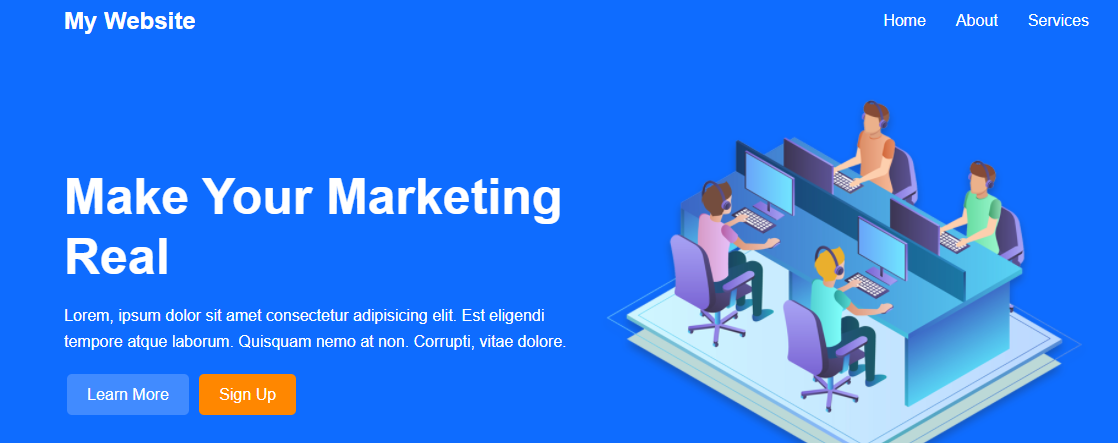 My Website
Home About Services
Make Your Marketing
Real
Lorem, ipsum dolor sit amet consectetur adipisicing elit. Est eligendi
tempore atque laborum. Quisquam nemo at non. Corrupti, vitae dolore.
Learn More Sign Up